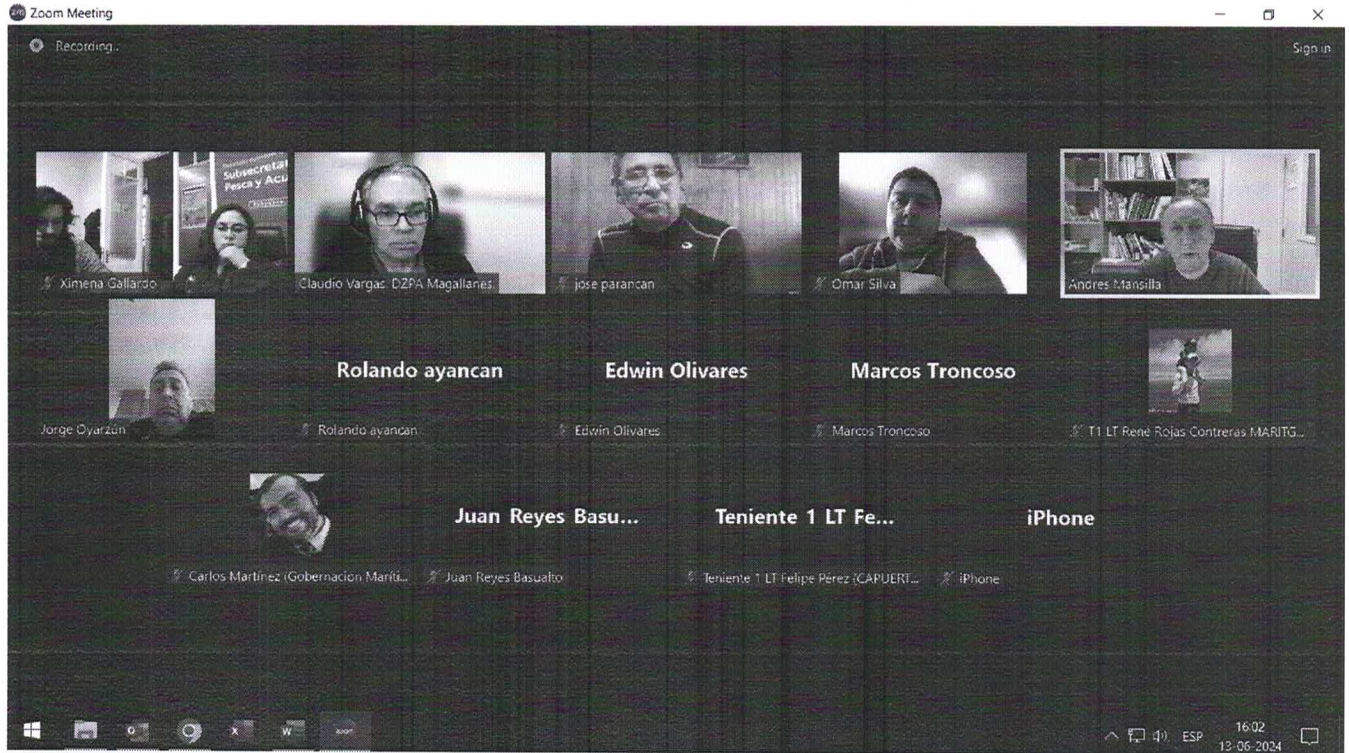 Zoom Meeting
Recording..
Sign in
Subsecreta
Pesca y Acu
Ximena Gallardo
Claudio Vargas. DZPA Magallanes.
jose parancan
Omar Silva
Andres Mansilla
Rolando ayancan
Edwin Olivares
Marcos Troncoso
Jorge Oyarzún
Rolando ayancan
Edwin Olivares
Marcos Troncoso
T1 LT René Rojas Contreras MARITG...
Juan Reyes Basu...
Teniente 1 LT Fe...
iPhone
Carlos Martínez (Gobernación Maríti...
Juan Reyes Basualto
Teniente 1 LT Felipe Pérez (CAPUERT...
iPhone
zoom
ESP
16:02
13-06-2024